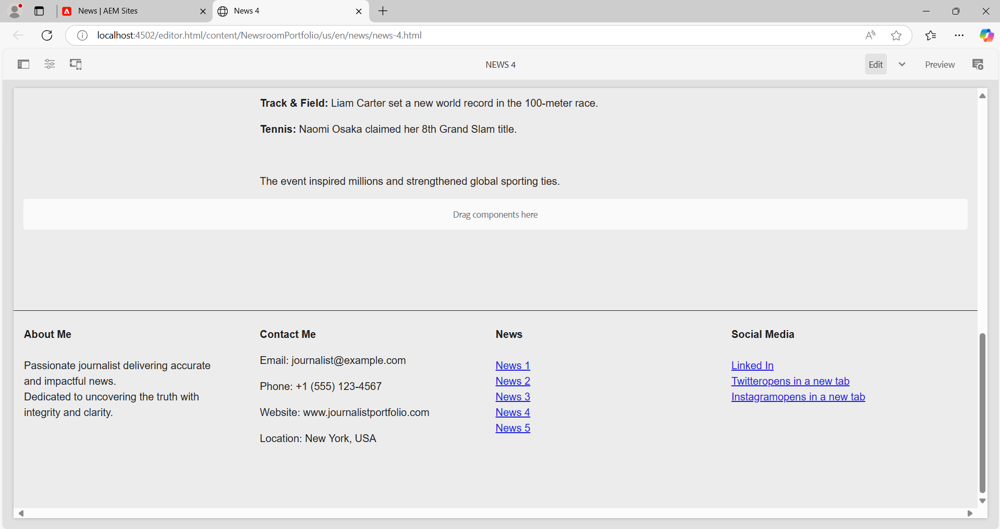 News | AEM Sites
News 4
localhost:4502/editor.html/content/NewsroomPortfolio/us/en/news/news-4.html
NEWS 4
Edit
Preview
Track & Field: Liam Carter set a new world record in the 100-meter race.
Tennis: Naomi Osaka claimed her 8th Grand Slam title.
The event inspired millions and strengthened global sporting ties.
Drag components here
About Me
Passionate journalist delivering accurate
and impactful news.
Dedicated to uncovering the truth with
integrity and clarity.
Contact Me
Email: journalist@example.com
Phone: +1 (555) 123-4567
Website: www.journalistportfolio.com
Location: New York, USA
News
News 1
News 2
News 3
News 4
News 5
Social Media
Linked In
Twitteropens in a new tab
Instagramopens in a new tab